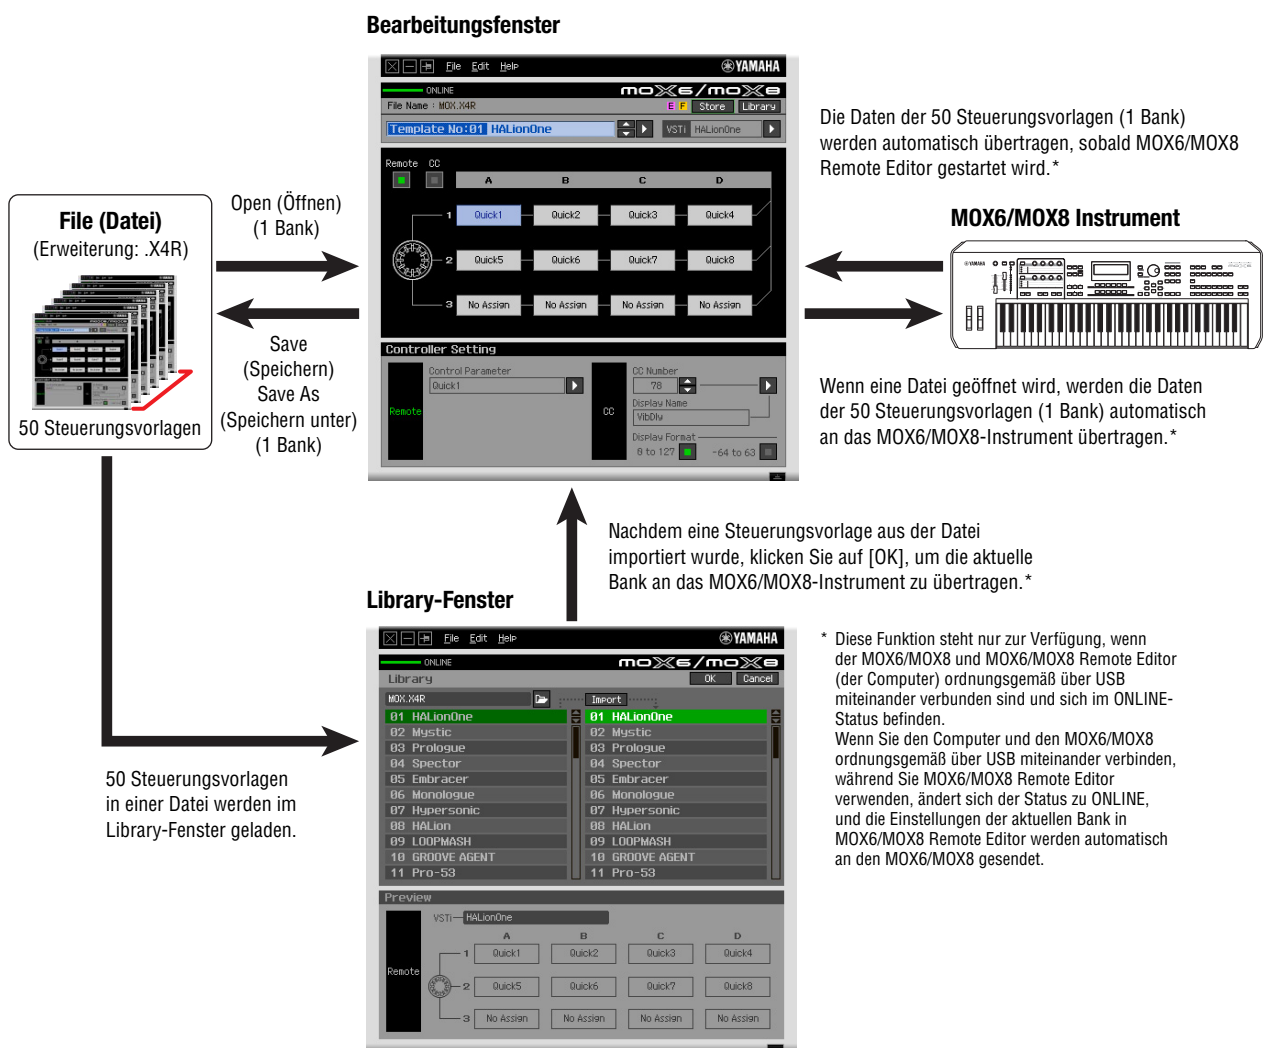 Bearbeitungsfenster
File Edit Help
YAMAHA
ONLINE
mox6/mox8
File Name : MOX.X4R
E F Store Library
Template No:01 HALionOne
VSTi HALionOne
Remote CC
A B C D
1 Quick1 Quick2 Quick3 Quick4
2 Quick5 Quick6 Quick7 Quick8
3 No Assign No Assign No Assign No Assign
Controller Setting
Control Parameter
Quick1
Remote
CC
CC Number
78
Display Name
VibDly
Display Format
0 to 127 -64 to 63
File (Datei)
(Erweiterung: .X4R)
50 Steuerungsvorlagen
Open (Öffnen)
(1 Bank)
Save
(Speichern)
Save As
(Speichern unter)
(1 Bank)
Die Daten der 50 Steuerungsvorlagen (1 Bank)
werden automatisch übertragen, sobald MOX6/MOX8
Remote Editor gestartet wird.*
MOX6/MOX8 Instrument
YAMAHA
Wenn eine Datei geöffnet wird, werden die Daten
der 50 Steuerungsvorlagen (1 Bank) automatisch
an das MOX6/MOX8-Instrument übertragen.*
Nachdem eine Steuerungsvorlage aus der Datei
importiert wurde, klicken Sie auf [OK], um die aktuelle
Bank an das MOX6/MOX8-Instrument zu übertragen.*
50 Steuerungsvorlagen
in einer Datei werden im
Library-Fenster geladen.
Library-Fenster
File Edit Help
YAMAHA
ONLINE
mox6/mox8
Library
OK Cancel
MOX.X4R
Import
01 HALionOne 01 HALionOne
02 Mystic 02 Mystic
03 Prologue 03 Prologue
04 Spector 04 Spector
05 Embracer 05 Embracer
06 Monologue 06 Monologue
07 Hypersonic 07 Hypersonic
08 HALion 08 HALion
09 LOOPMASH 09 LOOPMASH
10 GROOVE AGENT 10 GROOVE AGENT
11 Pro-53 11 Pro-53
Preview
VSTi HALionOne
A B C D
Remote
1 Quick1 Quick2 Quick3 Quick4
2 Quick5 Quick6 Quick7 Quick8
3 No Assign No Assign No Assign No Assign
* Diese Funktion steht nur zur Verfügung, wenn
der MOX6/MOX8 und MOX6/MOX8 Remote Editor
(der Computer) ordnungsgemäß über USB
miteinander verbunden sind und sich im ONLINE-
Status befinden.
Wenn Sie den Computer und den MOX6/MOX8
ordnungsgemäß über USB miteinander verbinden,
während Sie MOX6/MOX8 Remote Editor
verwenden, ändert sich der Status zu ONLINE,
und die Einstellungen der aktuellen Bank in
MOX6/MOX8 Remote Editor werden automatisch
an den MOX6/MOX8 gesendet.